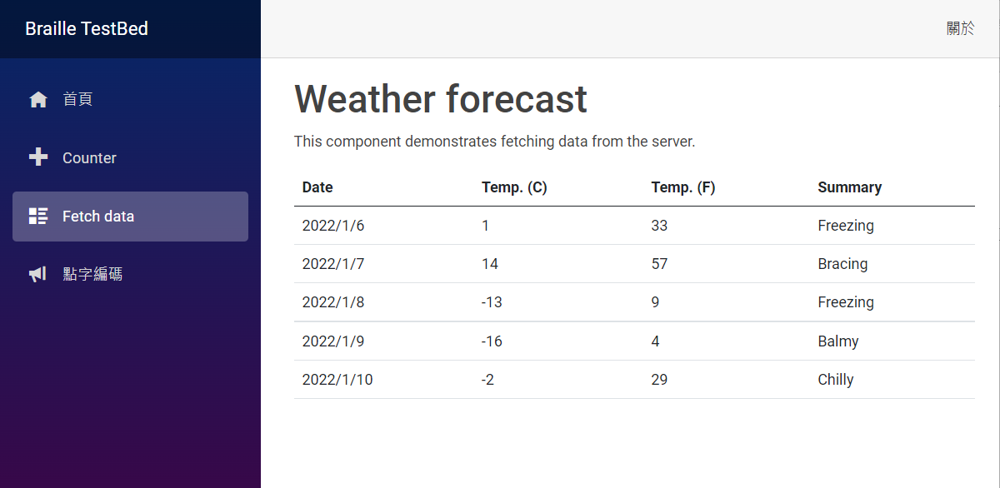 Braille TestBed
關於
首頁
Counter
Fetch data
點字編碼
Weather forecast
This component demonstrates fetching data from the server.
Date Temp. (C) Temp. (F) Summary
2022/1/6 1 33 Freezing
2022/1/7 14 57 Bracing
2022/1/8 -13 9 Freezing
2022/1/9 -16 4 Balmy
2022/1/10 -2 29 Chilly